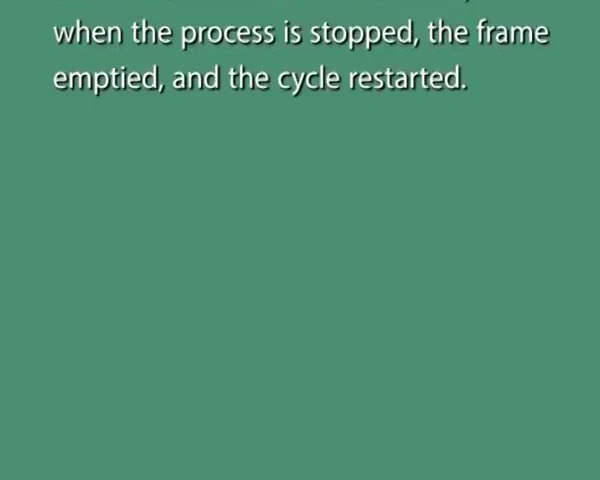 when the process is stopped, the frame
emptied, and the cycle restarted.